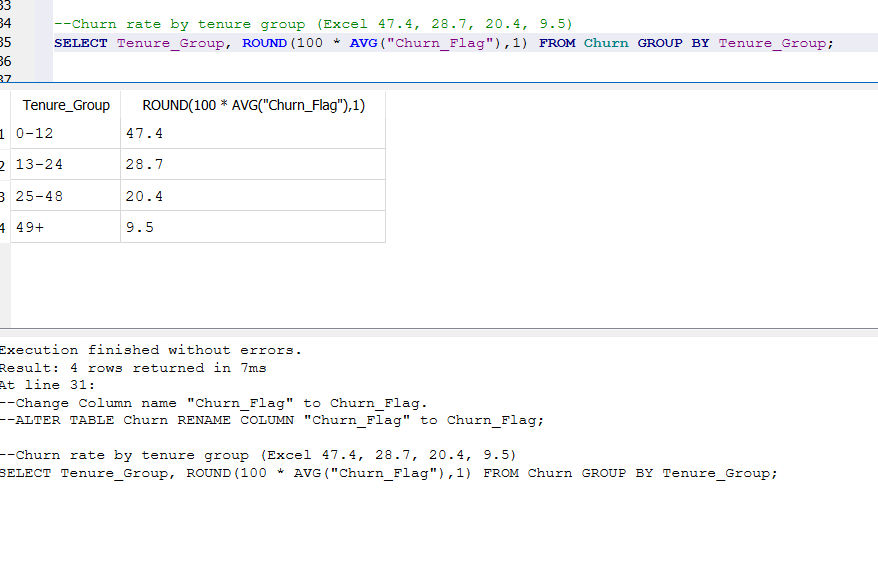 33
34 --Churn rate by tenure group (Excel 47.4, 28.7, 20.4, 9.5)
35 SELECT Tenure_Group, ROUND(100 * AVG("Churn_Flag"),1) FROM Churn GROUP BY Tenure_Group;
36
37
Tenure_Group ROUND(100 * AVG("Churn_Flag"),1)
1 0-12 47.4
2 13-24 28.7
3 25-48 20.4
4 49+ 9.5
Execution finished without errors.
Result: 4 rows returned in 7ms
At line 31:
--Change Column name "Churn_Flag" to Churn_Flag.
--ALTER TABLE Churn RENAME COLUMN "Churn_Flag" to Churn_Flag;
--Churn rate by tenure group (Excel 47.4, 28.7, 20.4, 9.5)
SELECT Tenure_Group, ROUND(100 * AVG("Churn_Flag"),1) FROM Churn GROUP BY Tenure_Group;